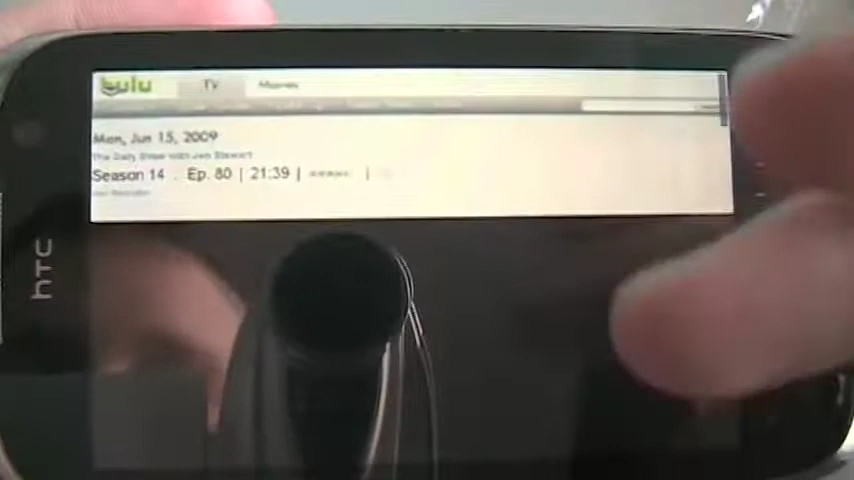 hulu TV Movies
Mon, Jun 15, 2009
The Daily Show with Jon Stewart
Season 14 . Ep. 80 | 21:39 | |
hTC